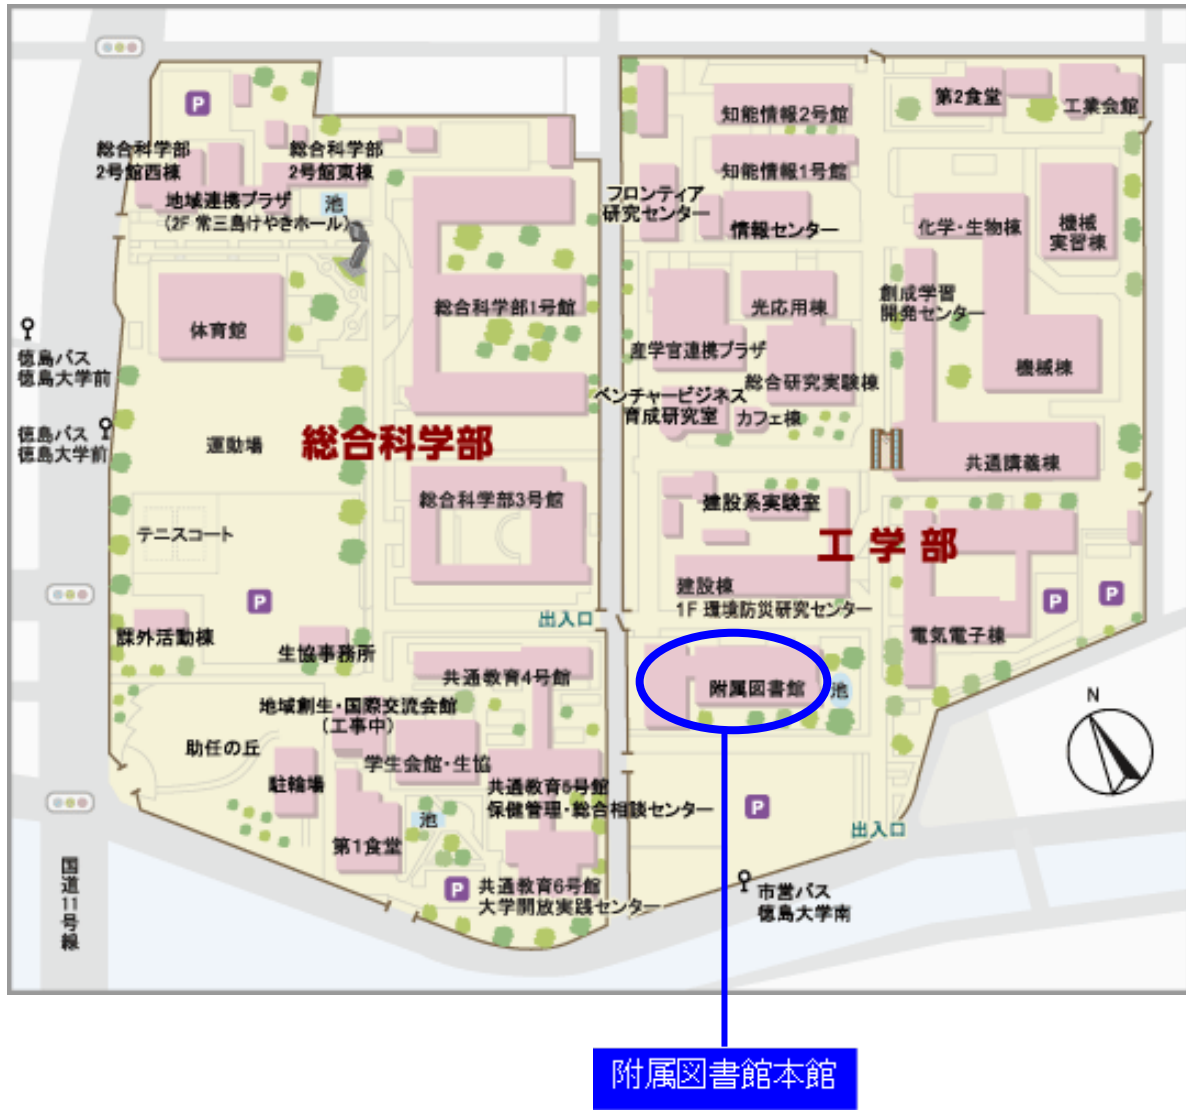 P
総合科学部
2号館西棟
総合科学部
2号館東棟
地域連携プラザ
(2F 常三島けやきホール)
池
体育館
総合科学部1号館
徳島バス
徳島大学前
徳島バス
徳島大学前
運動場
総合科学部
総合科学部3号館
テニスコート
P
出入口
課外活動棟
生協事務所
共通教育4号館
地域創生・国際交流会館
(工事中)
助任の丘
学生会館・生協
駐輪場
共通教育5号館
保健管理・総合相談センター
池
第1食堂
P
共通教育6号館
大学開放実践センター
国道11号線
知能情報2号館
第2食堂
工業会館
知能情報1号館
フロンティア
研究センター
情報センター
化学・生物棟
機械
実習棟
光応用棟
創成学習
開発センター
産学官連携プラザ
総合研究実験棟
機械棟
ベンチャービジネス
育成研究室
カフェ棟
共通講義棟
建設系実験室
工学部
建設棟
1F 環境防災研究センター
P
P
電気電子棟
附属図書館
池
N
P
出入口
市営バス
徳島大学南
附属図書館本館